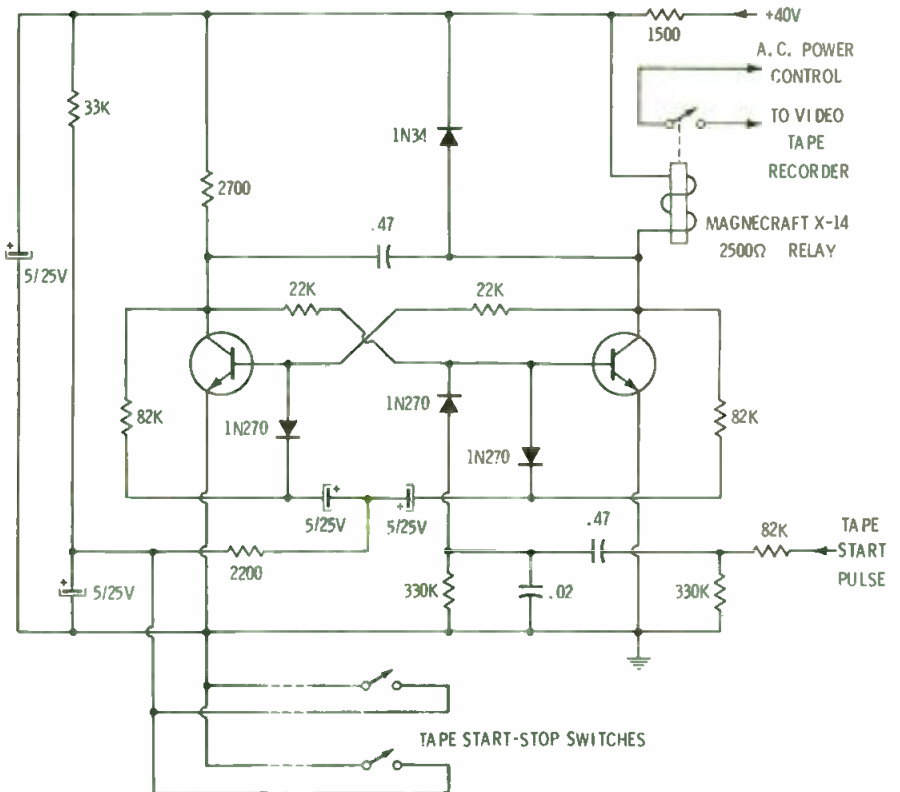 +40V
1500
A.C. POWER
CONTROL
33K
1N34
TO VIDEO
TAPE
RECORDER
2700
.47
MAGNECRAFT X-14
2500Ω RELAY
+
5/25V
22K
22K
82K
1N270
1N270
1N270
82K
+
5/25V
+
5/25V
.47
82K
TAPE
START
PULSE
2200
+
5/25V
330K
.02
330K
TAPE START-STOP SWITCHES